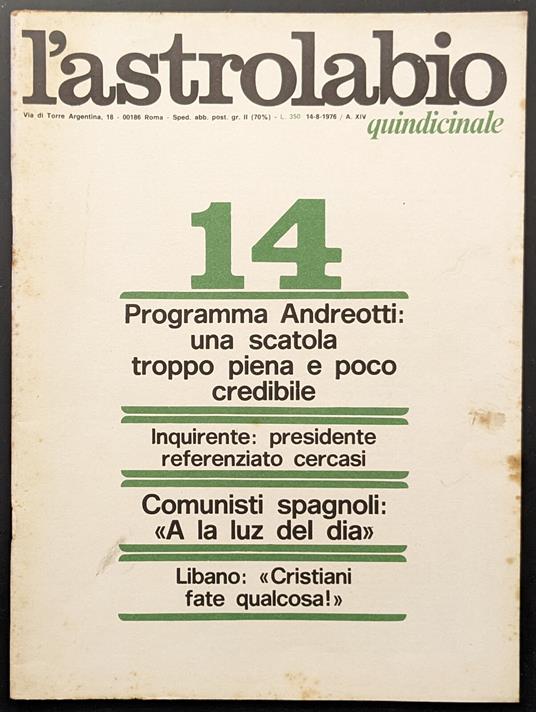 l'astrolabio
Via di Torre Argentina, 18 - 00186 Roma - Sped. abb. post. gr. II (70%) - L. 350 14-8-1976 / A. XIV
quindicinale
14
Programma Andreotti:
una scatola
troppo piena e poco
credibile
Inquirente: presidente
referenziato cercasi
Comunisti spagnoli:
«A la luz del dia»
Libano: «Cristiani
fate qualcosa!»